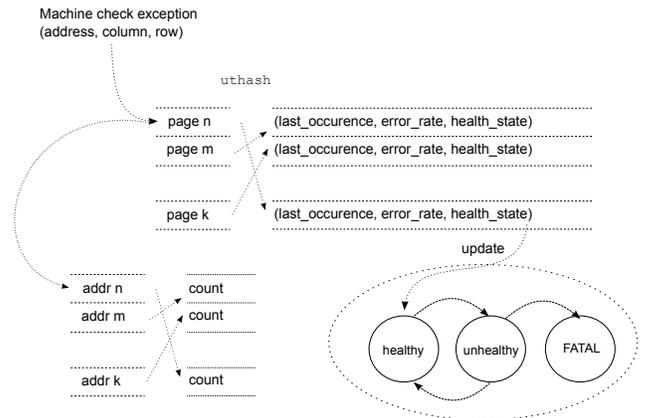 Machine check exception
(address, column, row)
uthash
page n (last_occurence, error_rate, health_state)
page m (last_occurence, error_rate, health_state)
page k (last_occurence, error_rate, health_state)
update
addr n count
addr m count
addr k count
healthy unhealthy FATAL